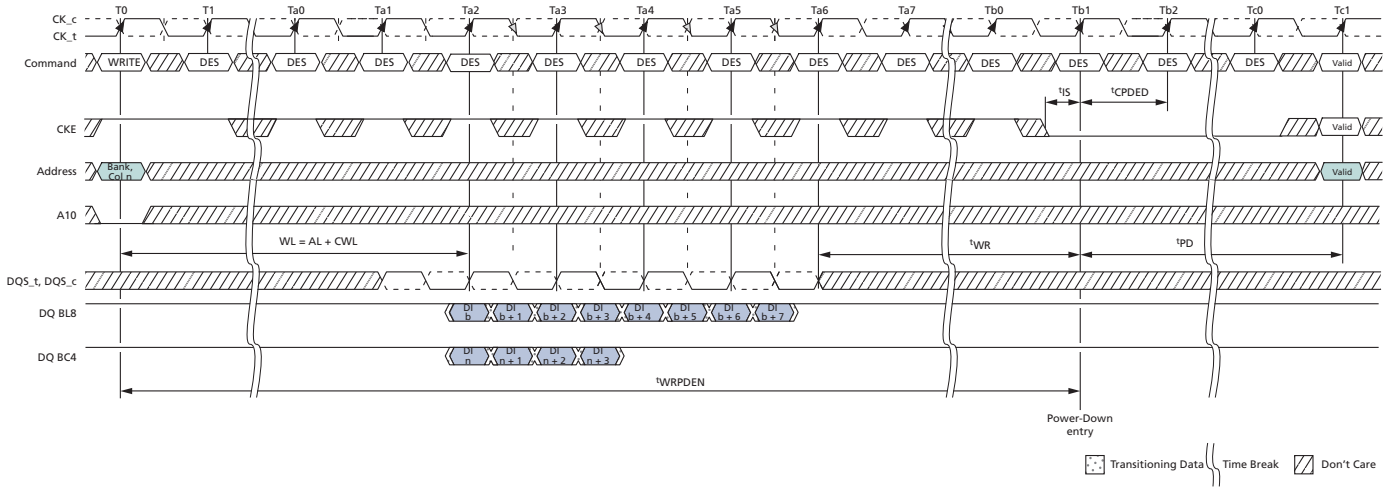 T0 T1 Ta0 Ta1 Ta2 Ta3 Ta4 Ta5 Ta6 Ta7 Tb0 Tb1 Tb2 Tc0 Tc1
CK_c
CK_t
Command WRITE DES DES DES DES DES DES DES DES DES DES DES DES DES Valid
tIS tCPDED
CKE Valid
Address Bank, Col n Valid
A10
WL = AL + CWL tWR tPD
DQS_t, DQS_c
DQ BL8 DI b DI b + 1 DI b + 2 DI b + 3 DI b + 4 DI b + 5 DI b + 6 DI b + 7
DQ BC4 DI n DI n + 1 DI n + 2 DI n + 3
tWRPDEN
Power-Down
entry
Transitioning Data Time Break Don't Care